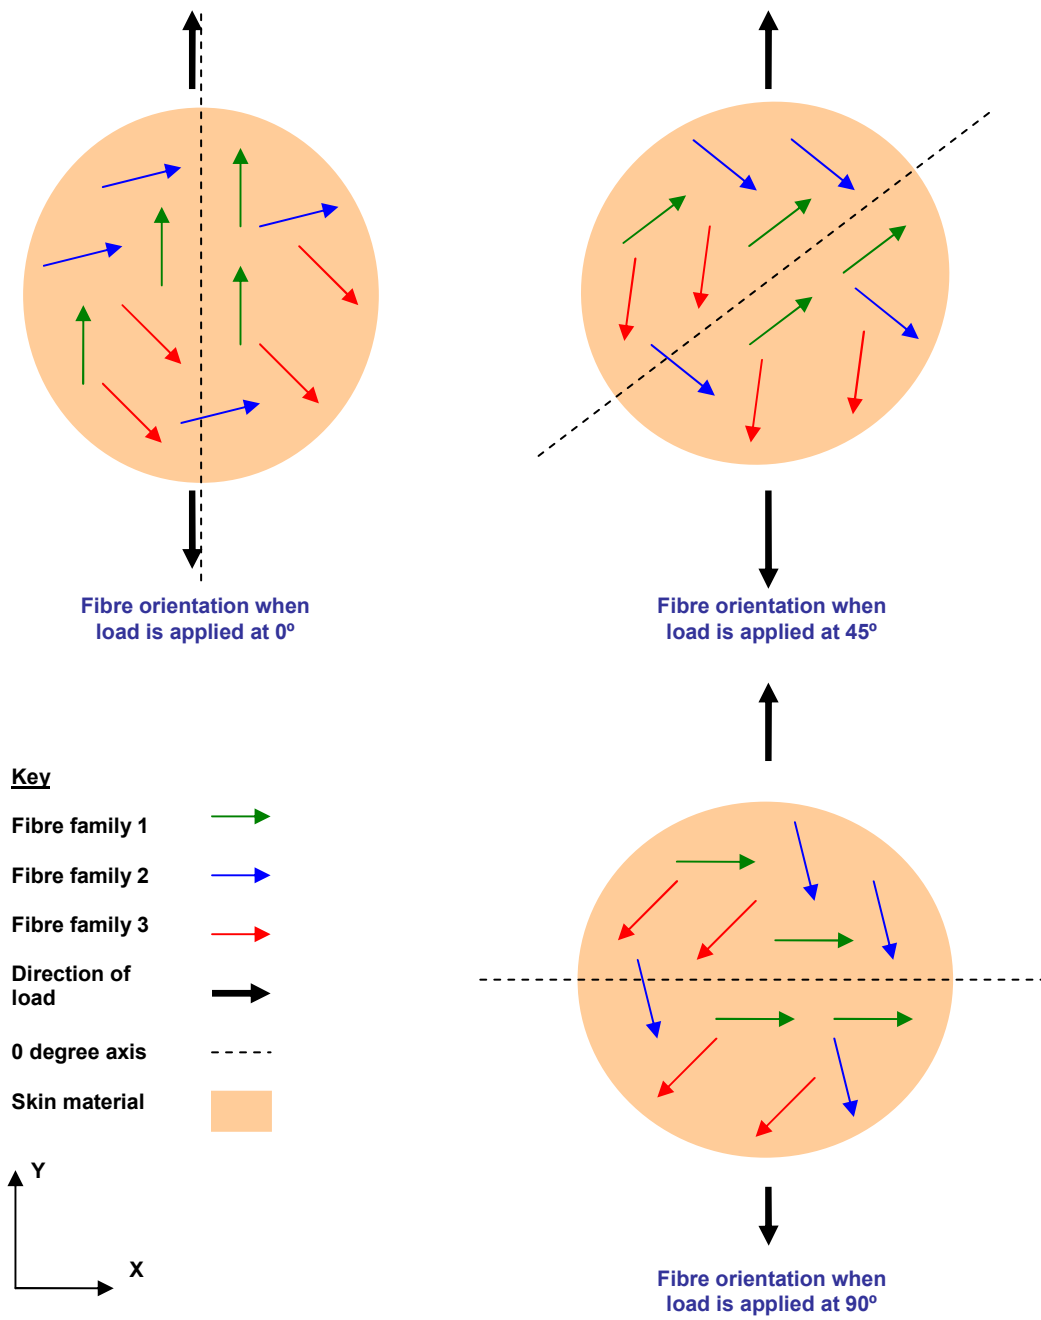 Fibre orientation when
load is applied at 0º
Fibre orientation when
load is applied at 45º
Key
Fibre family 1
Fibre family 2
Fibre family 3
Direction of
load
0 degree axis
Skin material
Y
X
Fibre orientation when
load is applied at 90º